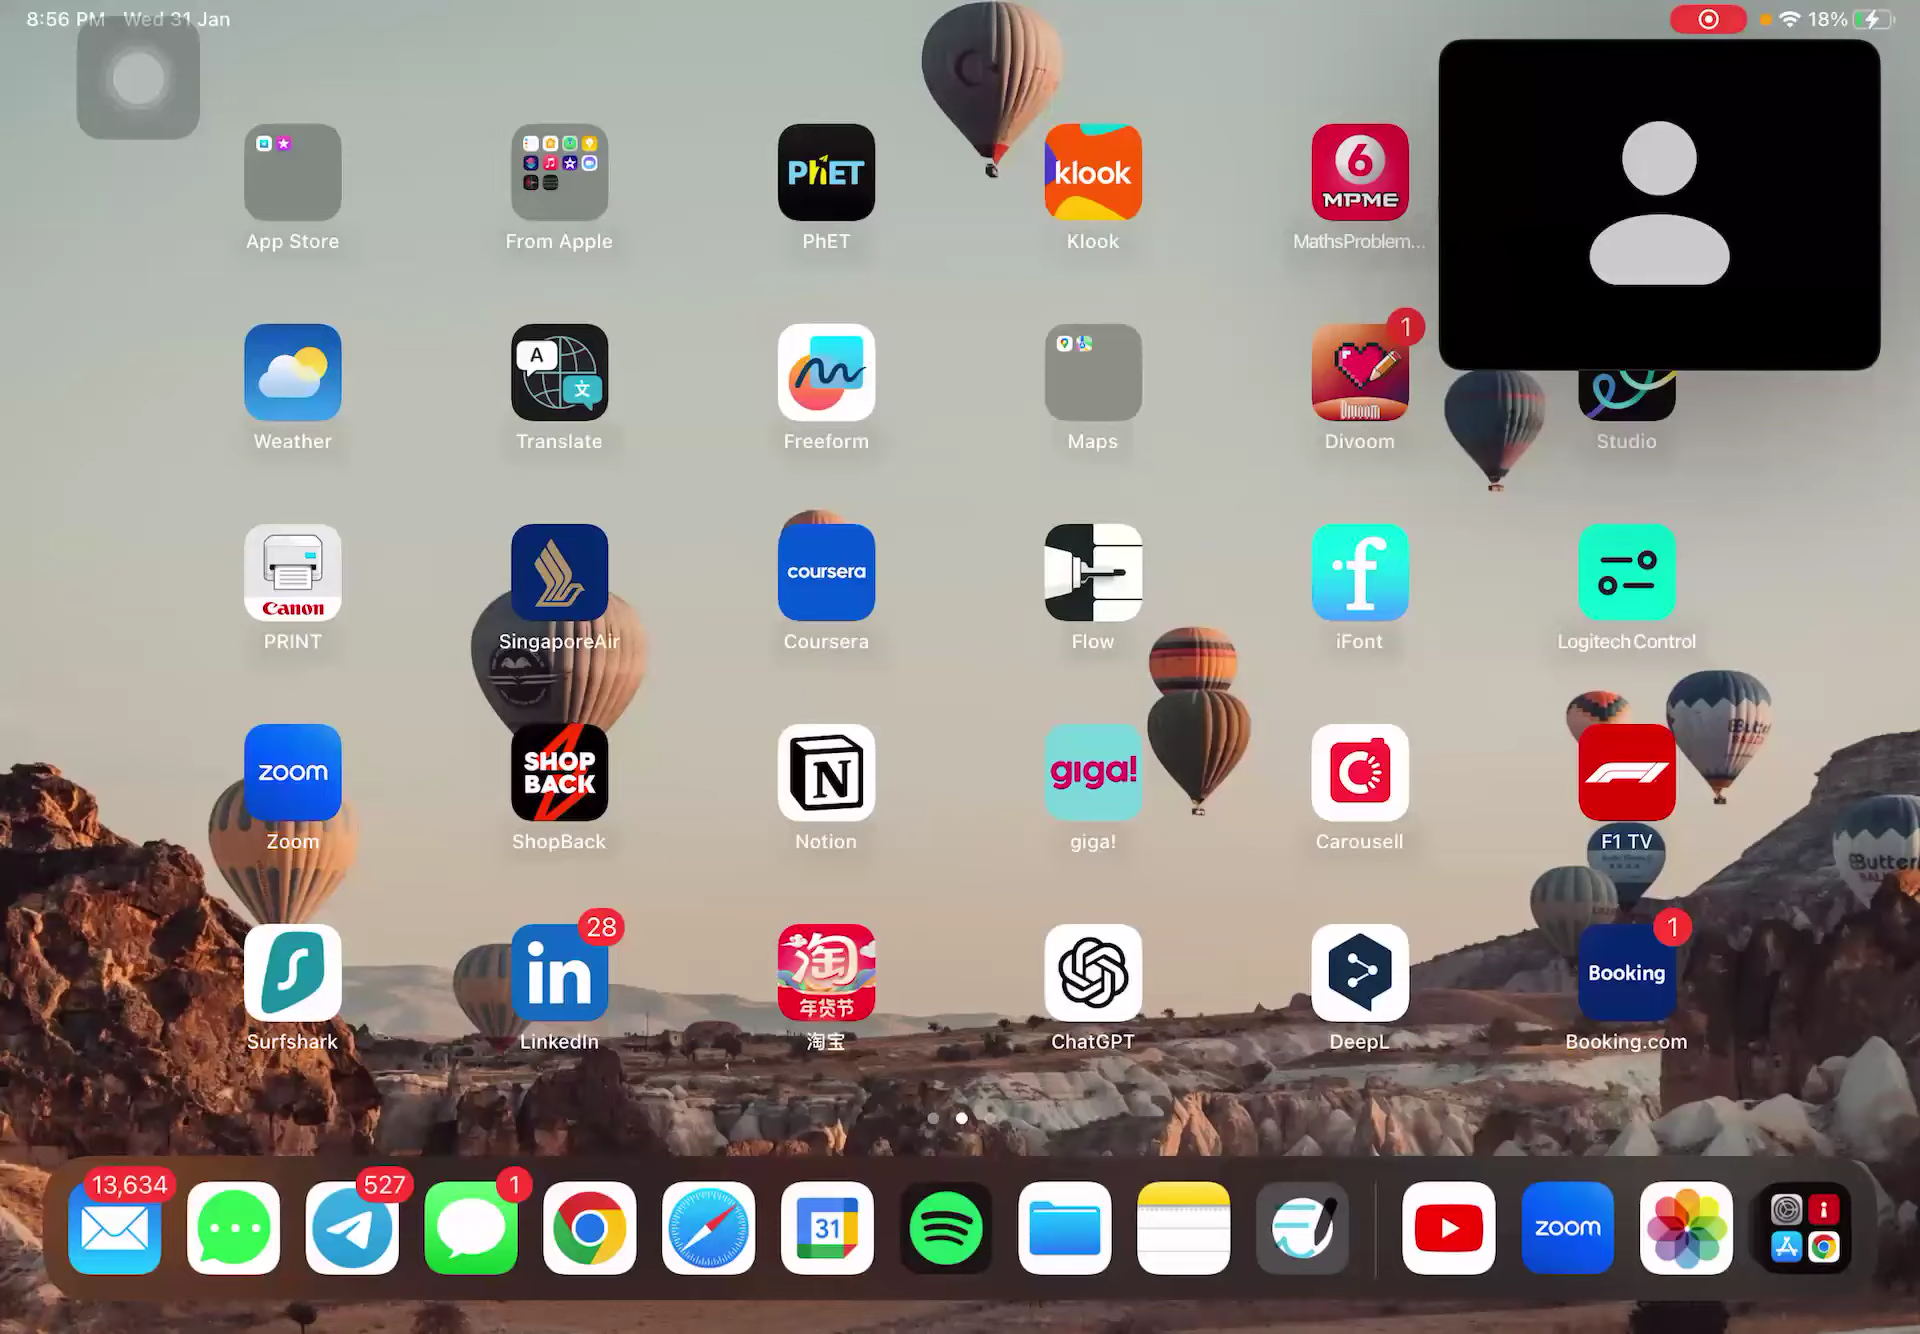 8:56 PM Wed 31 Jan
18%
PhET
klook
6
MPME
App Store
From Apple
PhET
Klook
MathsProblem...
1
A
文
Divoom
Weather
Translate
Freeform
Maps
Divoom
Studio
Canon
coursera
f
PRINT
SingaporeAir
Coursera
Flow
iFont
Logitech Control
zoom
SHOP
BACK
N
giga!
Zoom
ShopBack
Notion
giga!
Carousell
F1 TV
28
1
in
淘
年货节
Booking
Surfshark
LinkedIn
淘宝
ChatGPT
DeepL
Booking.com
13,634
527
1
31
zoom